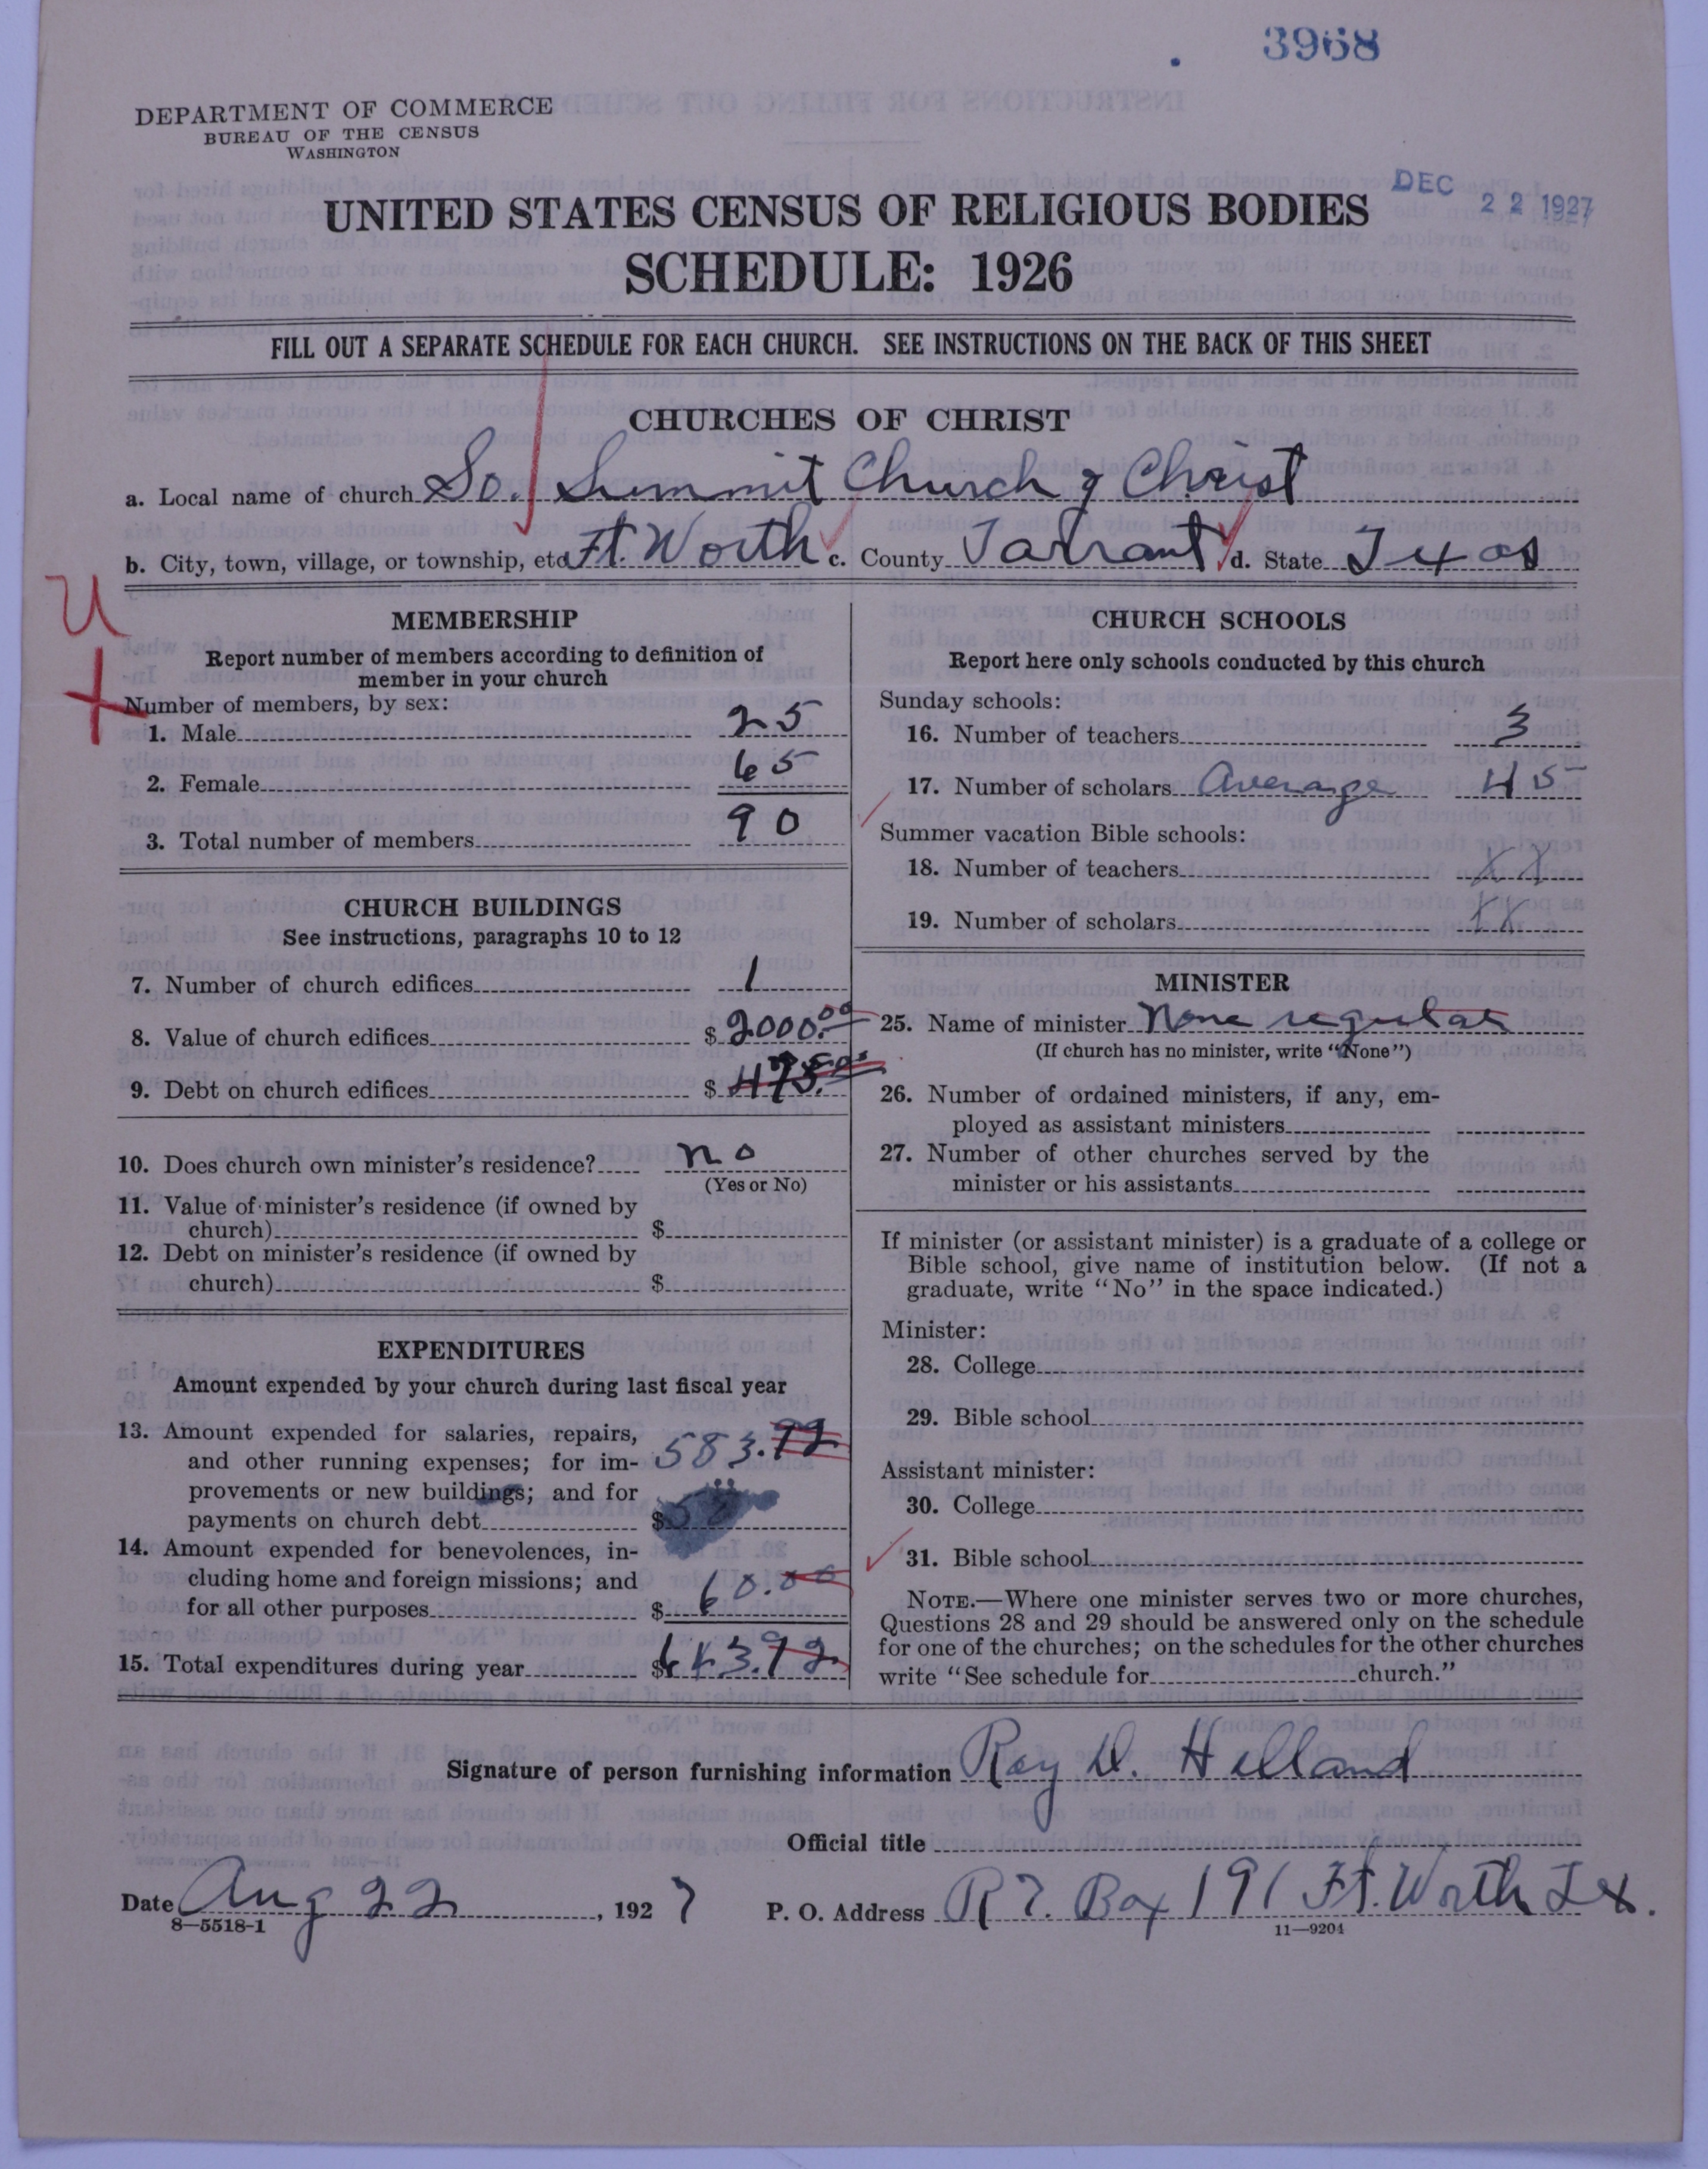 3968
DEPARTMENT OF COMMERCE
BUREAU OF THE CENSUS
WASHINGTON
DEC 22 1927
UNITED STATES CENSUS OF RELIGIOUS BODIES
SCHEDULE: 1926
FILL OUT A SEPARATE SCHEDULE FOR EACH CHURCH. SEE INSTRUCTIONS ON THE BACK OF THIS SHEET
CHURCHES OF CHRIST
a. Local name of church So. Summit Church of Christ
b. City, town, village, or township, etc Ft. Worth c. County Tarrant d. State Texas
U
MEMBERSHIP
Report number of members according to definition of
member in your church
Number of members, by sex:
1. Male 25
2. Female 65
3. Total number of members 90
CHURCH BUILDINGS
See instructions, paragraphs 10 to 12
7. Number of church edifices 1
8. Value of church edifices $ 2000.00
9. Debt on church edifices $
10. Does church own minister's residence? no
(Yes or No)
11. Value of minister's residence (if owned by
church) $
12. Debt on minister's residence (if owned by
church) $
EXPENDITURES
Amount expended by your church during last fiscal year
13. Amount expended for salaries, repairs,
and other running expenses; for im-
provements or new buildings; and for
payments on church debt $ 583.92
14. Amount expended for benevolences, in-
cluding home and foreign missions; and
for all other purposes $ 60.00
15. Total expenditures during year $ 643.92
CHURCH SCHOOLS
Report here only schools conducted by this church
Sunday schools:
16. Number of teachers 3
17. Number of scholars Average 45
Summer vacation Bible schools:
18. Number of teachers XX
19. Number of scholars XX
MINISTER
25. Name of minister None regular
(If church has no minister, write "None")
26. Number of ordained ministers, if any, em-
ployed as assistant ministers
27. Number of other churches served by the
minister or his assistants
If minister (or assistant minister) is a graduate of a college or
Bible school, give name of institution below. (If not a
graduate, write "No" in the space indicated.)
Minister:
28. College
29. Bible school
Assistant minister:
30. College
31. Bible school
NOTE.—Where one minister serves two or more churches,
Questions 28 and 29 should be answered only on the schedule
for one of the churches; on the schedules for the other churches
write "See schedule for church."
Signature of person furnishing information Roy D. Helland
Official title
Date Aug 22, 1927 P. O. Address R 7. Box 191 Ft. Worth Tex.
8—5518-1
11—9204